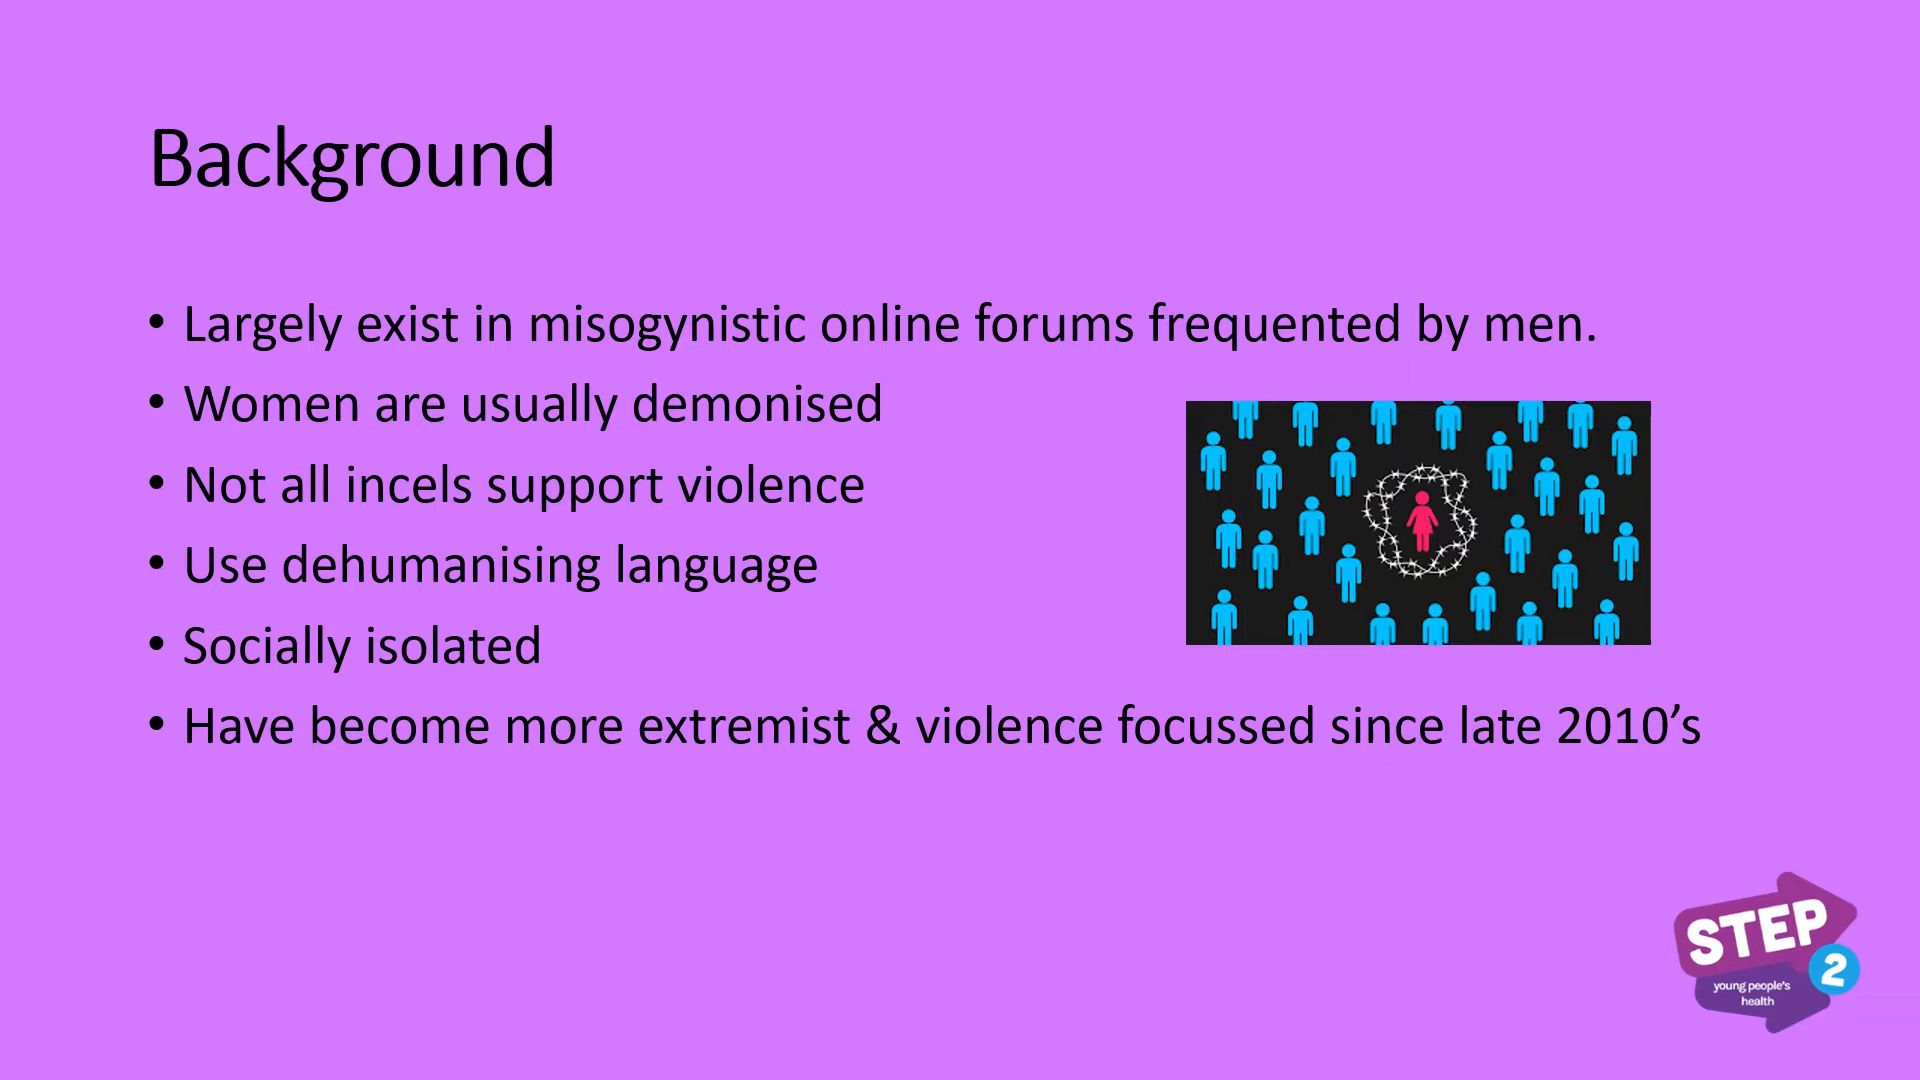 Background
• Largely exist in misogynistic online forums frequented by men.
• Women are usually demonised
• Not all incels support violence
• Use dehumanising language
• Socially isolated
• Have become more extremist & violence focussed since late 2010’s
STEP
2
young people's
health